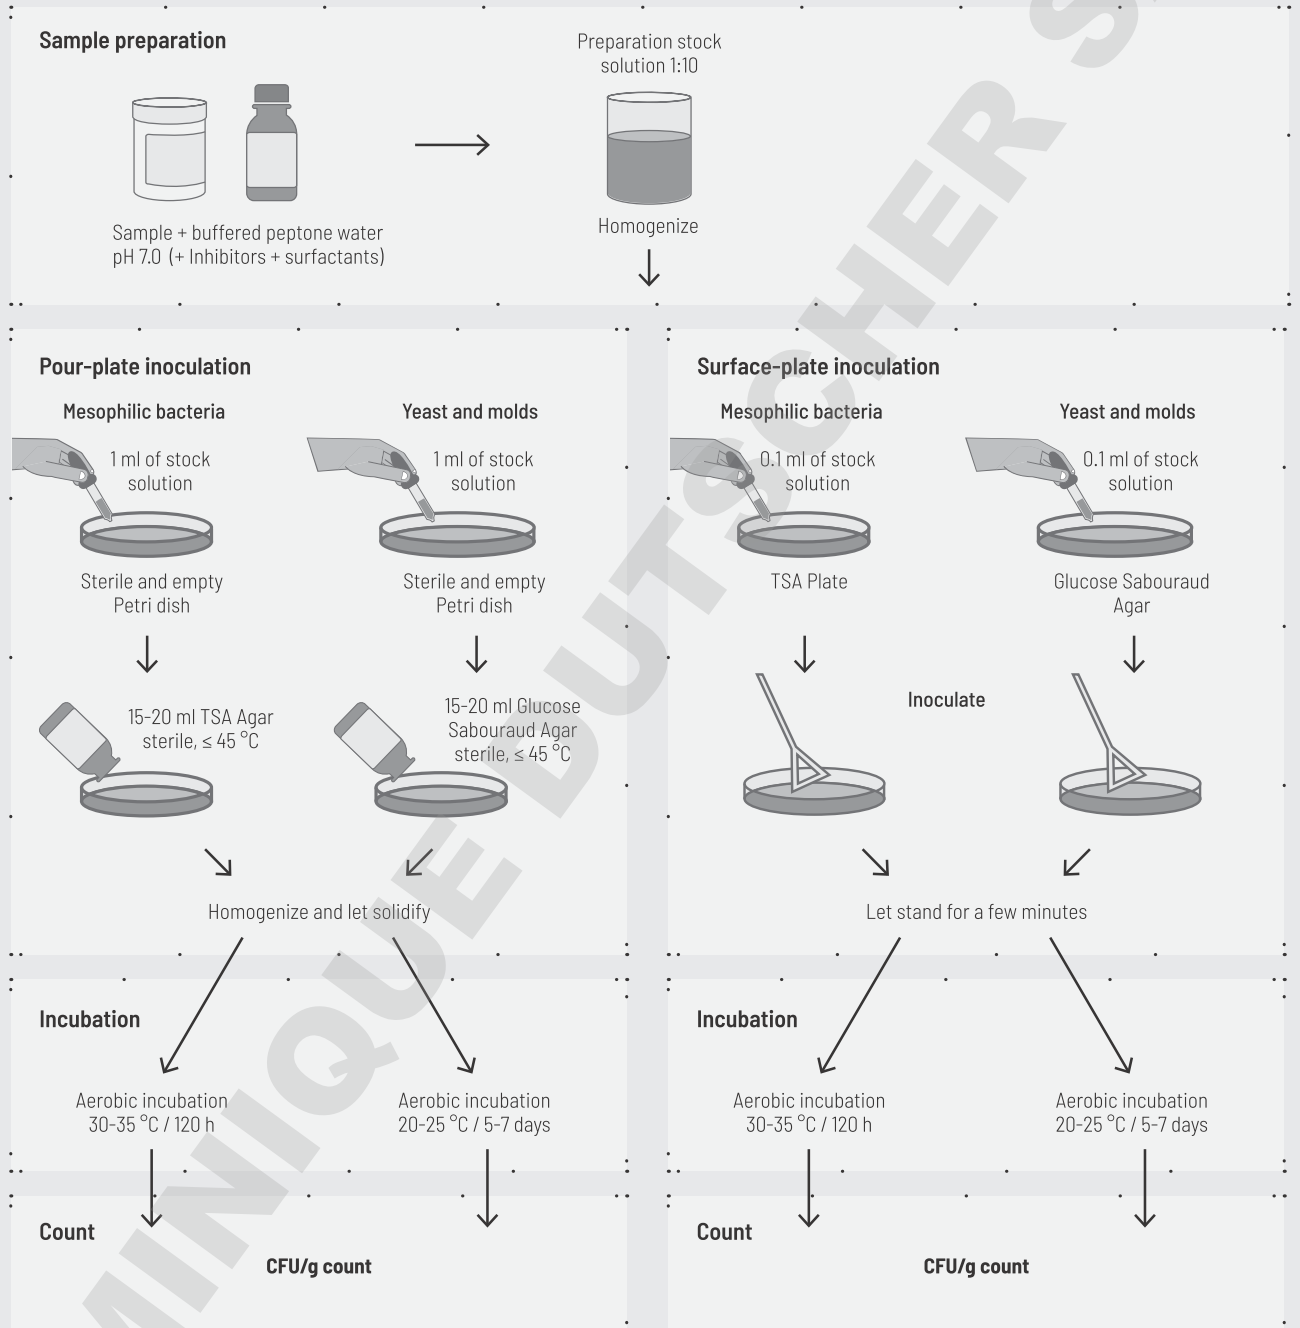 Sample preparation
Preparation stock
solution 1:10
Sample + buffered peptone water
pH 7.0 (+ Inhibitors + surfactants)
Homogenize
Pour-plate inoculation
Mesophilic bacteria
Yeast and molds
1 ml of stock
solution
1 ml of stock
solution
Sterile and empty
Petri dish
Sterile and empty
Petri dish
15-20 ml TSA Agar
sterile, ≤ 45 °C
15-20 ml Glucose
Sabouraud Agar
sterile, ≤ 45 °C
Homogenize and let solidify
Incubation
Aerobic incubation
30-35 °C / 120 h
Aerobic incubation
20-25 °C / 5-7 days
Count
CFU/g count
Surface-plate inoculation
Mesophilic bacteria
Yeast and molds
0.1 ml of stock
solution
0.1 ml of stock
solution
TSA Plate
Glucose Sabouraud
Agar
Inoculate
Let stand for a few minutes
Incubation
Aerobic incubation
30-35 °C / 120 h
Aerobic incubation
20-25 °C / 5-7 days
Count
CFU/g count
MINIQUE DUTSCHER S